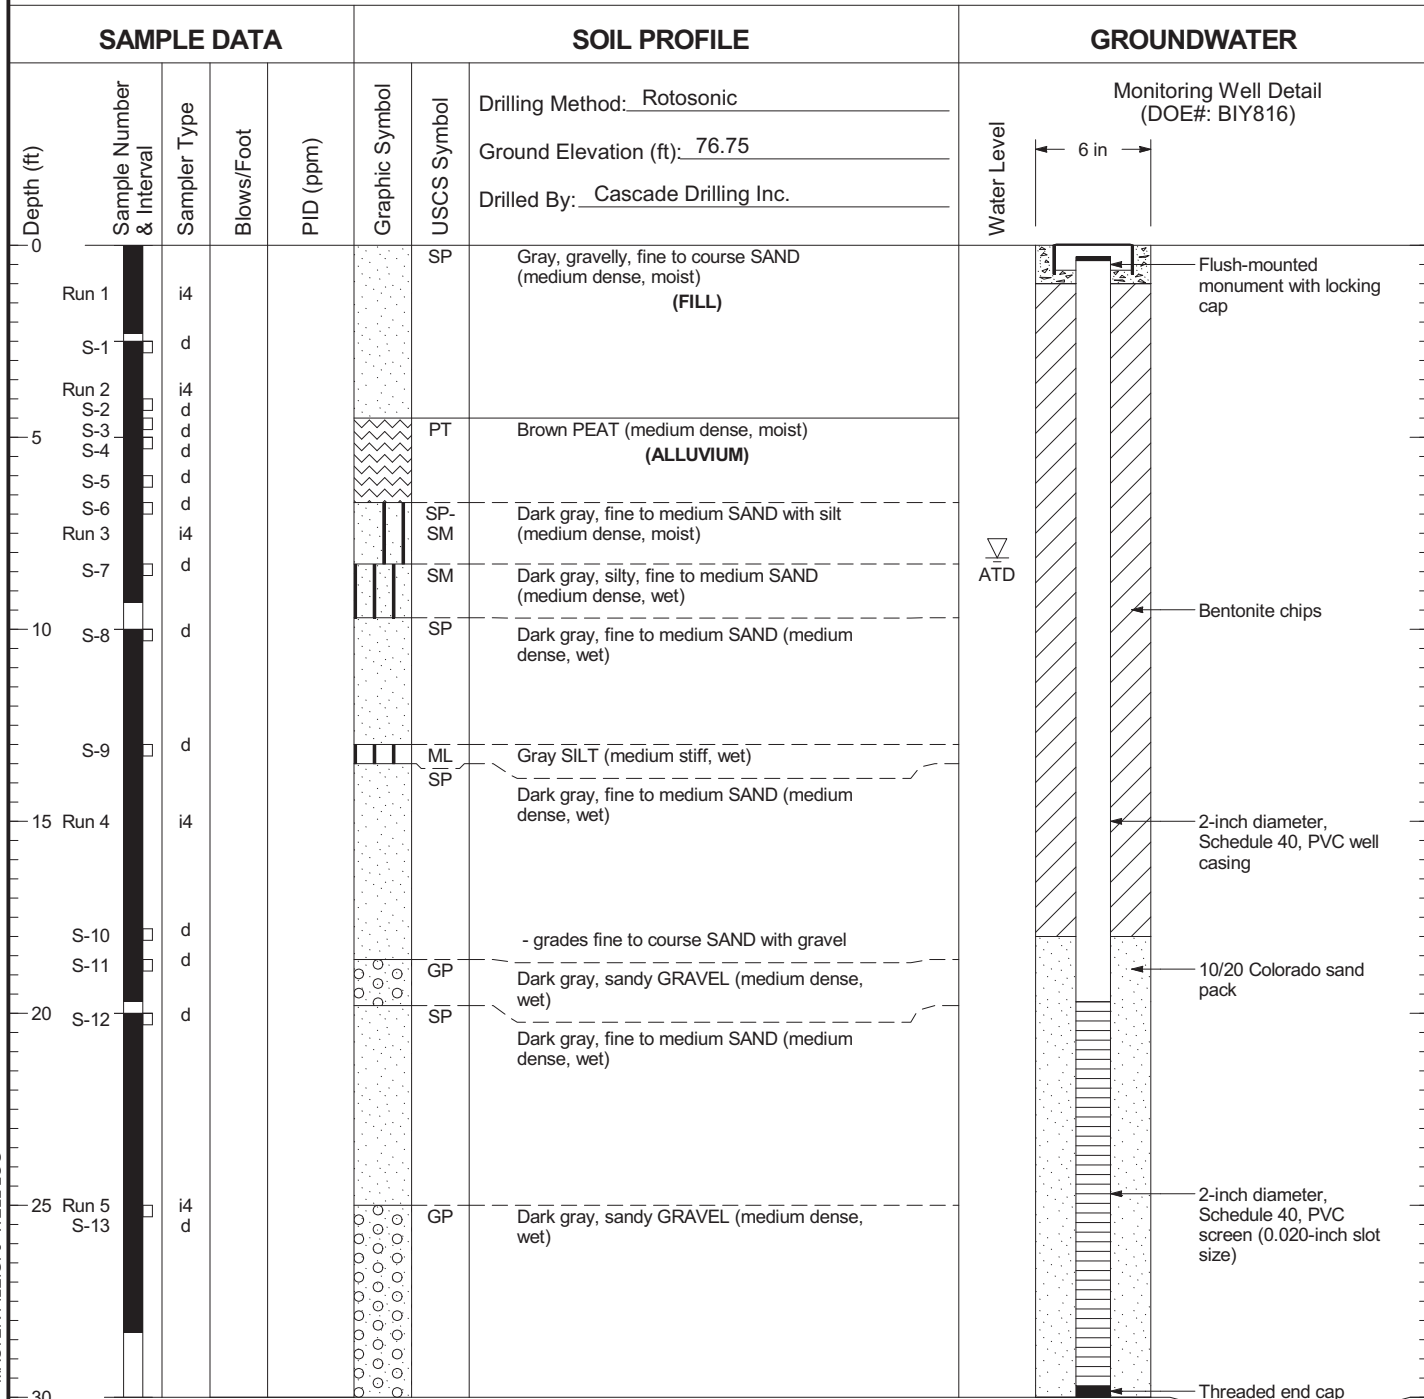 SAMPLE DATA
SOIL PROFILE
GROUNDWATER
Depth (ft)
Sample Number
& Interval
Sampler Type
Blows/Foot
PID (ppm)
Graphic Symbol
USCS Symbol
Drilling Method: Rotosonic
Ground Elevation (ft): 76.75
Drilled By: Cascade Drilling Inc.
Water Level
Monitoring Well Detail
(DOE#: BIY816)
6 in
0
SP
Gray, gravelly, fine to course SAND
(medium dense, moist)
(FILL)
Flush-mounted
monument with locking
cap
Run 1 i4
S-1 d
Run 2 i4
S-2 d
S-3 d
5
S-4 d
PT
Brown PEAT (medium dense, moist)
(ALLUVIUM)
S-5 d
S-6 d
Run 3 i4
SP-
SM
Dark gray, fine to medium SAND with silt
(medium dense, moist)
ATD
S-7 d
SM
Dark gray, silty, fine to medium SAND
(medium dense, wet)
Bentonite chips
10
S-8 d
SP
Dark gray, fine to medium SAND (medium
dense, wet)
S-9 d
ML
Gray SILT (medium stiff, wet)
SP
Dark gray, fine to medium SAND (medium
dense, wet)
15 Run 4 i4
2-inch diameter,
Schedule 40, PVC well
casing
S-10 d
- grades fine to course SAND with gravel
S-11 d
GP
Dark gray, sandy GRAVEL (medium dense,
wet)
10/20 Colorado sand
pack
20
S-12 d
SP
Dark gray, fine to medium SAND (medium
dense, wet)
25 Run 5 i4
S-13 d
GP
Dark gray, sandy GRAVEL (medium dense,
wet)
2-inch diameter,
Schedule 40, PVC
screen (0.020-inch slot
size)
30
Threaded end cap